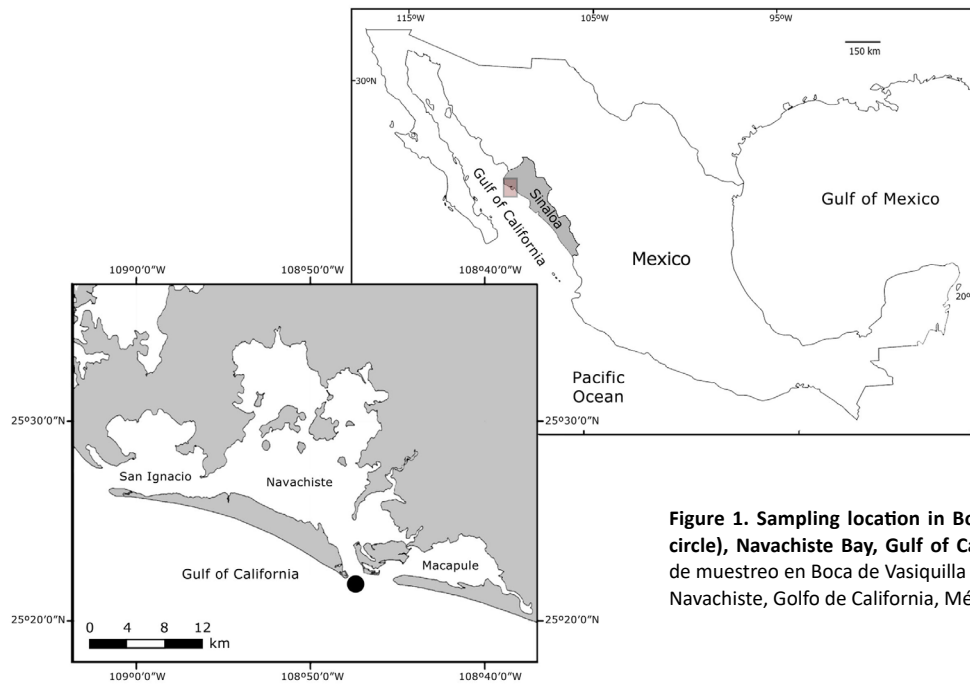 115ºW
105ºW
95ºW
150 km
30ºN
Gulf of California
Sinaloa
Gulf of Mexico
Mexico
20º
Pacific
Ocean
109º0'0"W
108º50'0"W
108º40'0"W
25º30'0"N
25º30'0"N
San Ignacio
Navachiste
Gulf of California
Macapule
25º20'0"N
25º20'0"N
0 4 8 12
km
109º0'0"W
108º50'0"W
108º40'0"W
Figure 1. Sampling location in
circle), Navachiste Bay, Gulf of
de muestreo en Boca de Vasiquilla
Navachiste, Golfo de California,